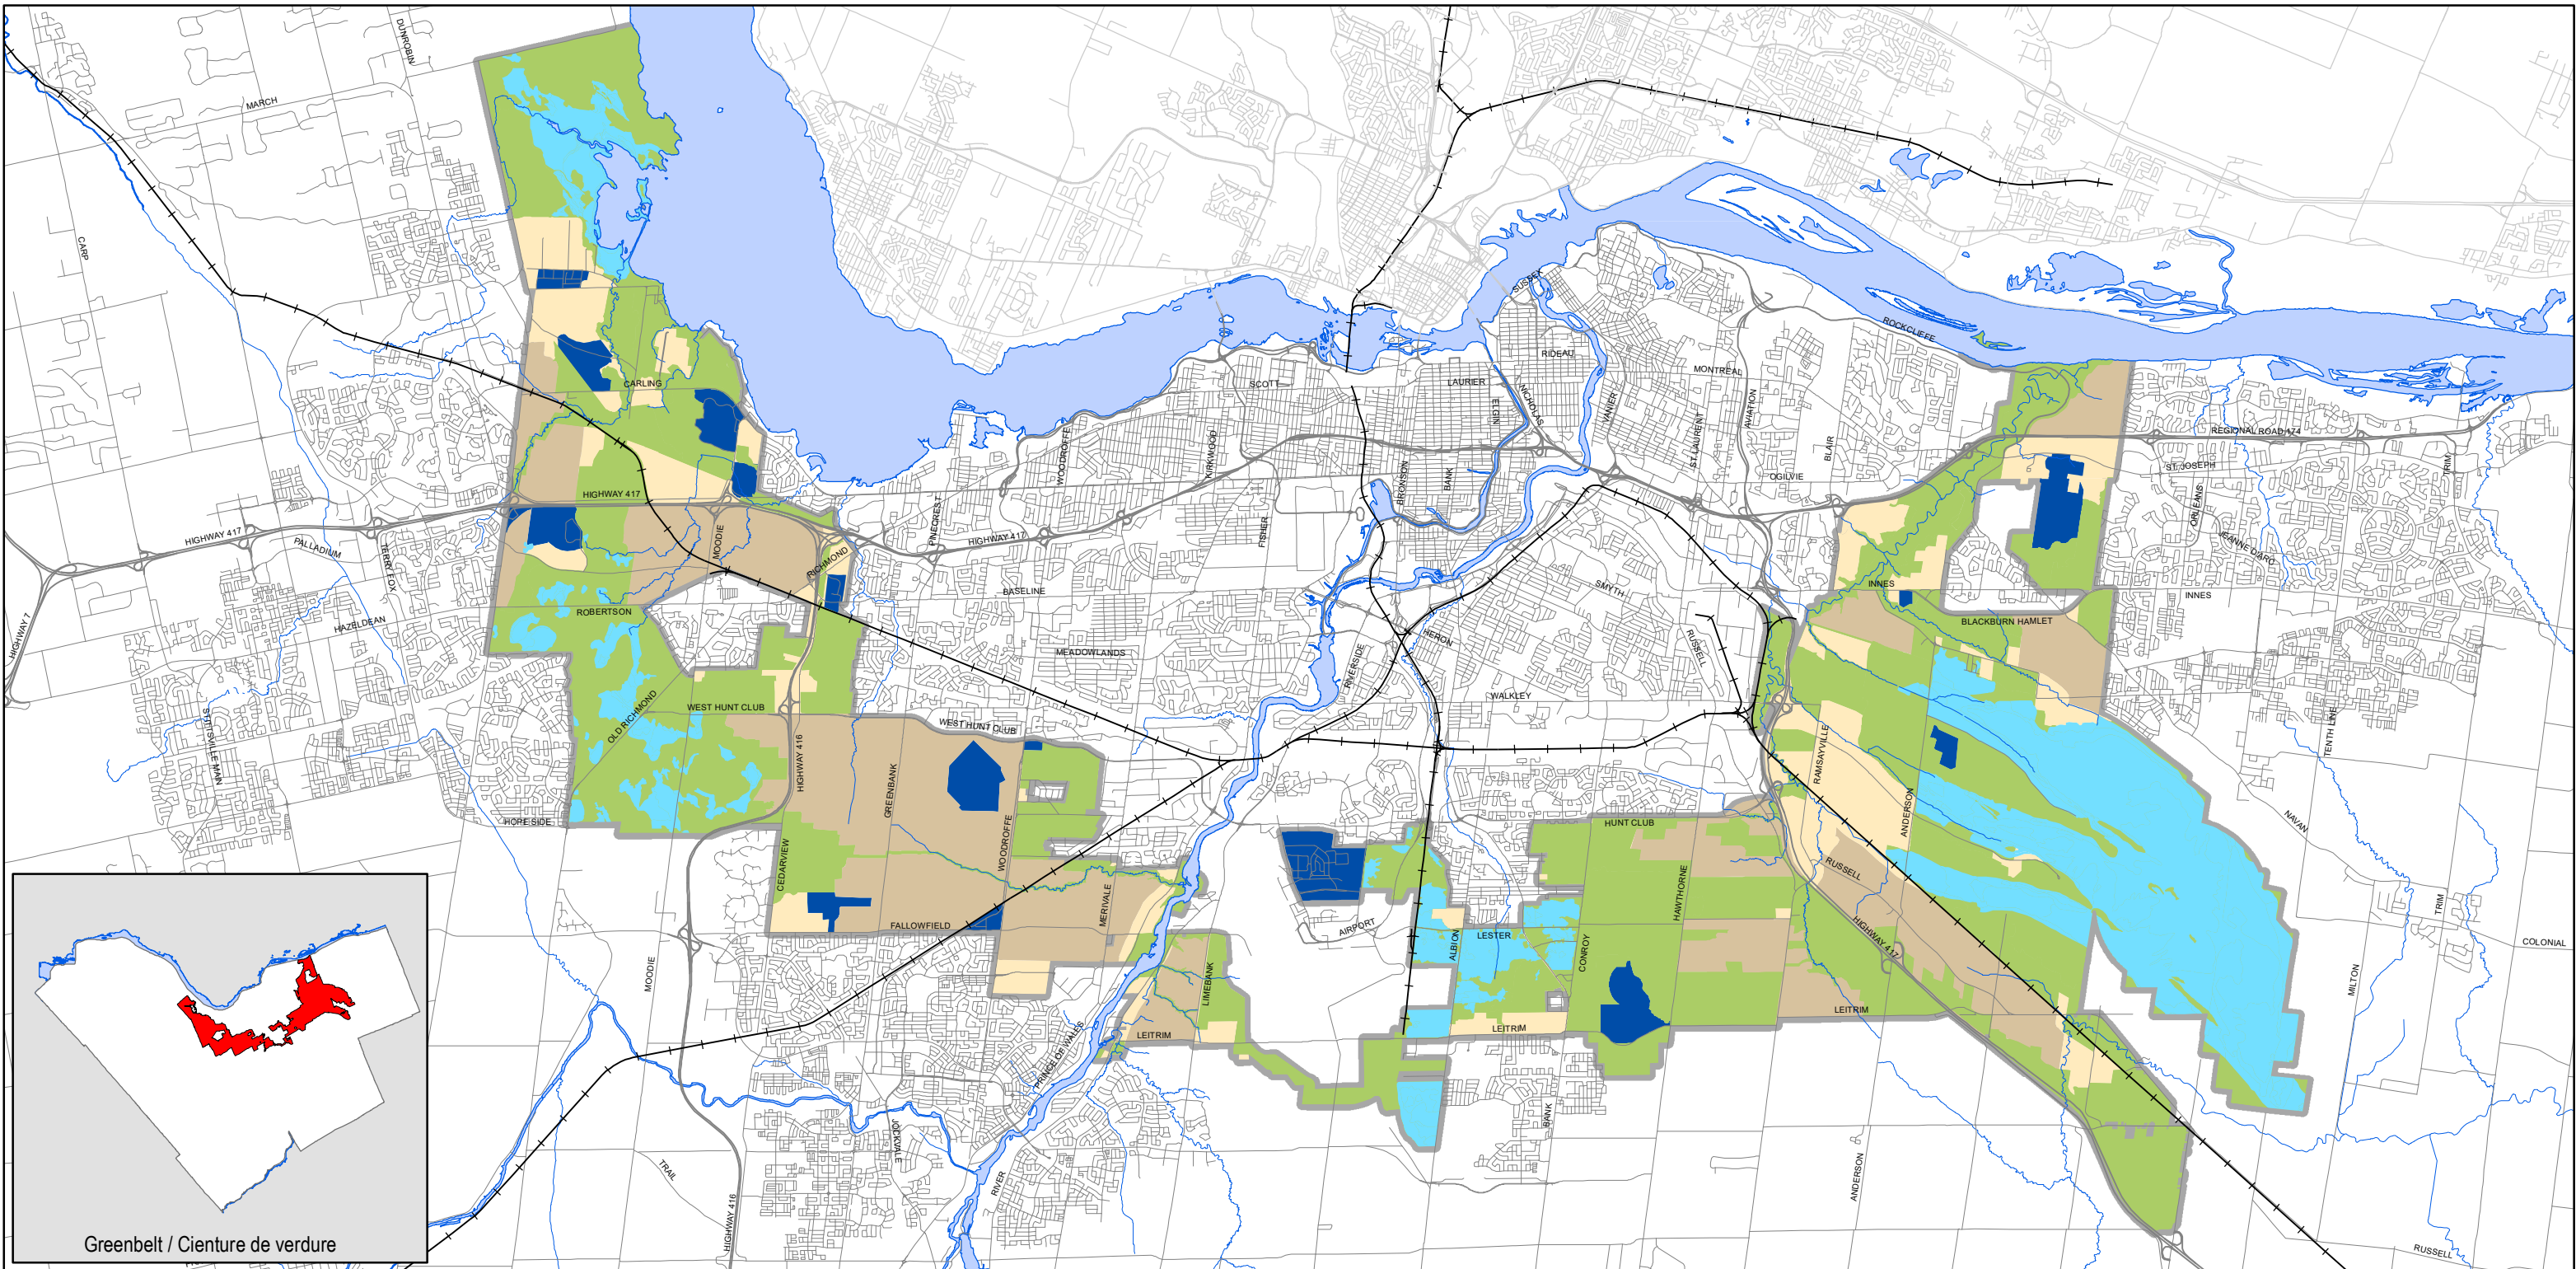 DUNROBIN
MARCH
CARP
SUSSEX
ROCKCLIFFE
RIDEAU
SCOTT
LAURIER
MONTREAL
CARLING
ELGIN
NICHOLAS
VANIER
ST. LAURENT
AVIATION
BLAIR
REGIONAL ROAD 174
WOODROFFE
KIRKWOOD
BRONSON
BANK
OGILVIE
ST. JOSEPH
TRIM
HIGHWAY 417
PINECREST
FISHER
ORLEANS
HIGHWAY 417
PALLADIUM
TERRY FOX
MOODIE
RICHMOND
HIGHWAY 417
JEANNE D'ARC
BASELINE
SMYTH
INNES
INNES
HIGHWAY 7
HAZELDEAN
ROBERTSON
HERON
RUSSELL
BLACKBURN HAMLET
MEADOWLANDS
RIVERSIDE
WALKLEY
STITTSVILLE MAIN
OLD RICHMOND
WEST HUNT CLUB
WEST HUNT CLUB
HIGHWAY 416
GREENBANK
RAMSAYVILLE
TENTH LINE
ANDERSON
NAVAN
HOPE SIDE
WOODROFFE
HUNT CLUB
CEDARVIEW
RUSSELL
MERIVALE
HAWTHORNE
TRIM
FALLOWFIELD
AIRPORT
ALBION
LESTER
CONROY
HIGHWAY 417
COLONIAL
MOODIE
LIMEBANK
MILTON
LEITRIM
LEITRIM
LEITRIM
PRINCE OF WALES
JOCKVALE
BANK
TRAIL
RIVER
ANDERSON
HIGHWAY 416
RUSSELL
Greenbelt / Cienture de verdure